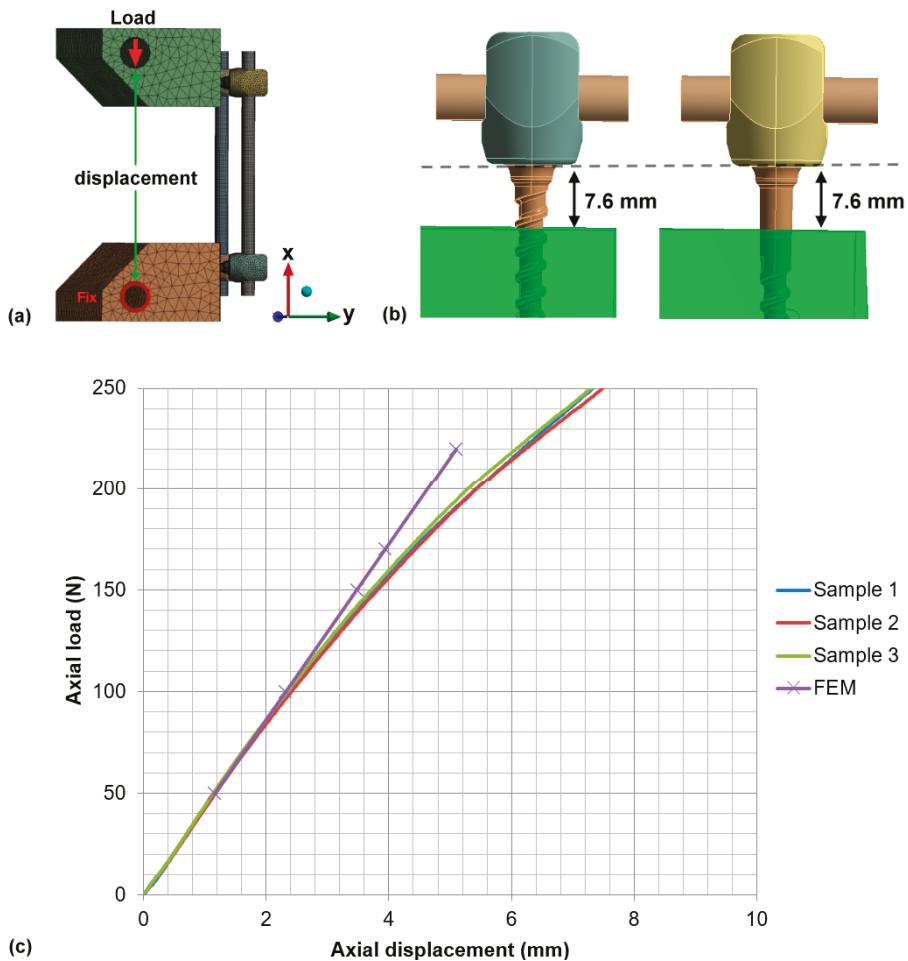 Load
displacement
Fix
x
y
(a)
7.6 mm
7.6 mm
(b)
250
200
150
100
50
0
Axial load (N)
0 2 4 6 8 10
Axial displacement (mm)
Sample 1
Sample 2
Sample 3
FEM
(c)